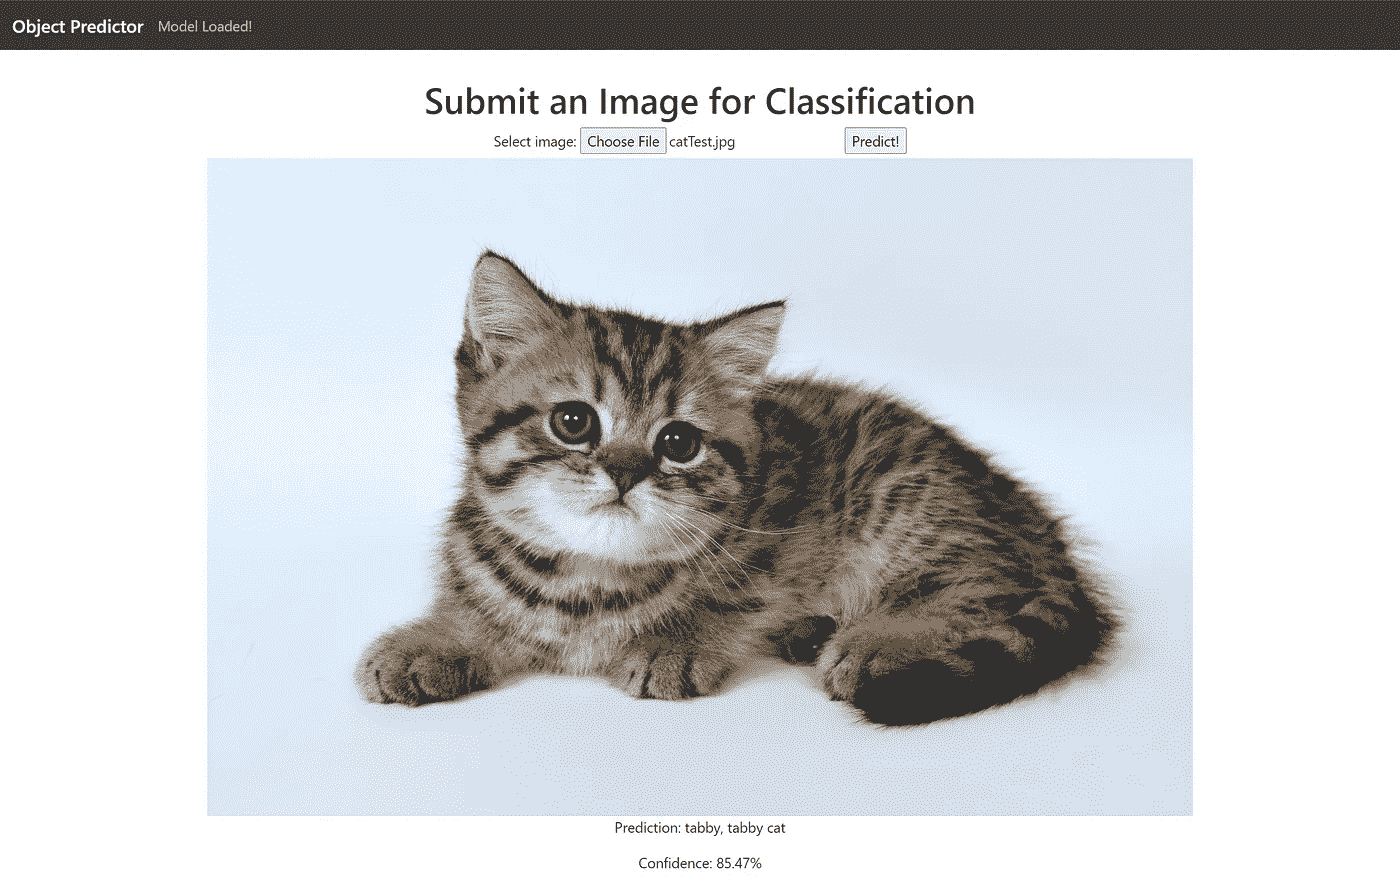 Object Predictor Model Loaded!
Submit an Image for Classification
Select image: Choose File catTest.jpg Predict!
Prediction: tabby, tabby cat
Confidence: 85.47%